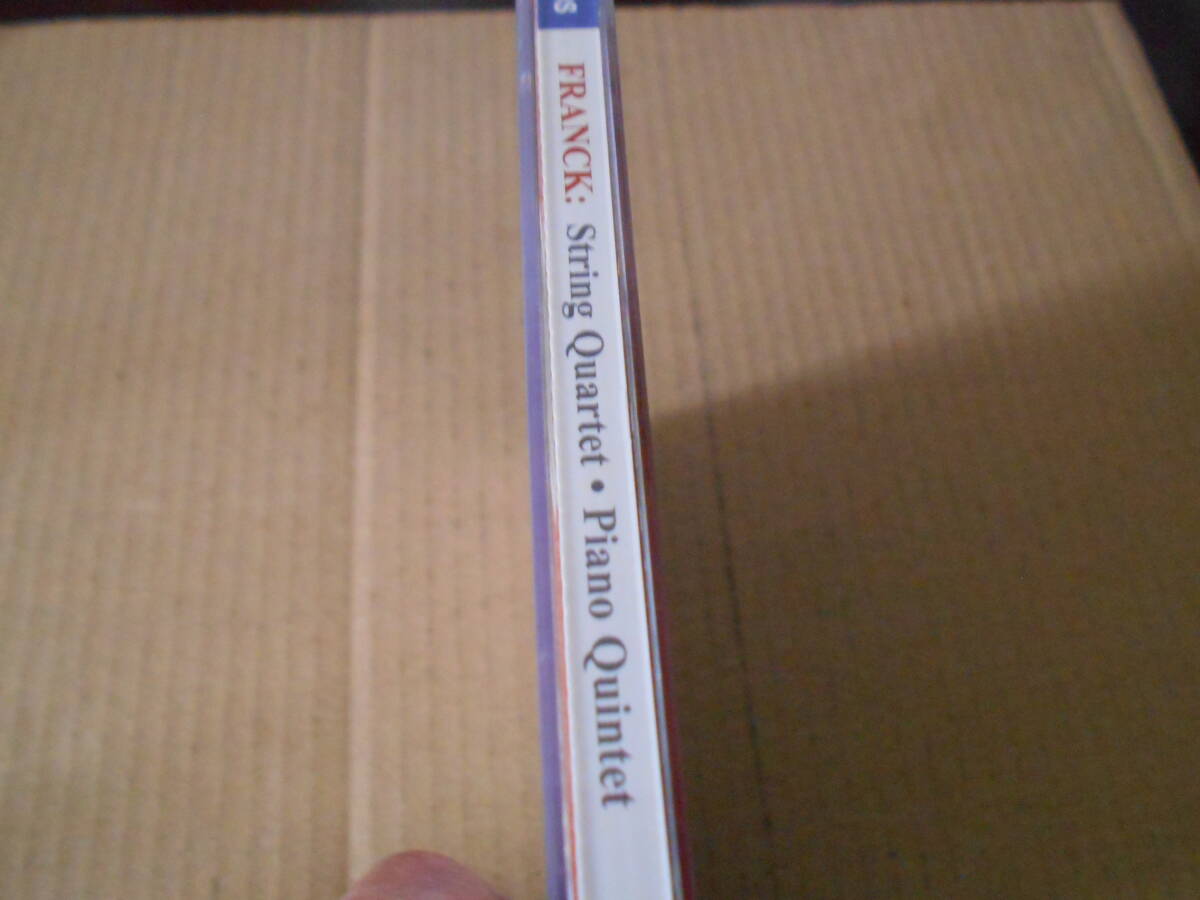 S
FRANCK: String Quartet • Piano Quintet